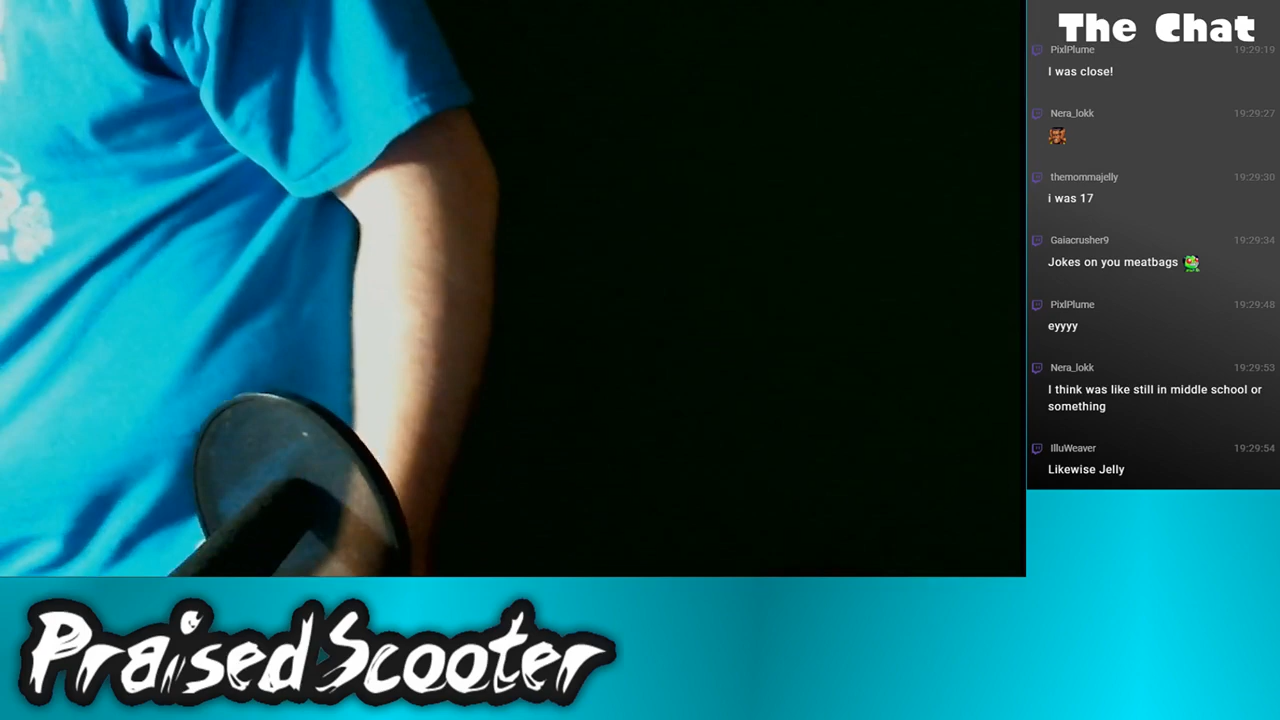 The Chat
PixlPlume 19:29:19
I was close!
Nera_lokk 19:29:27
themommajelly 19:29:30
i was 17
Gaiacrusher9 19:29:34
Jokes on you meatbags
PixlPlume 19:29:48
eyyyy
Nera_lokk 19:29:53
I think was like still in middle school or
something
IlluWeaver 19:29:54
Likewise Jelly
PraisedScooter